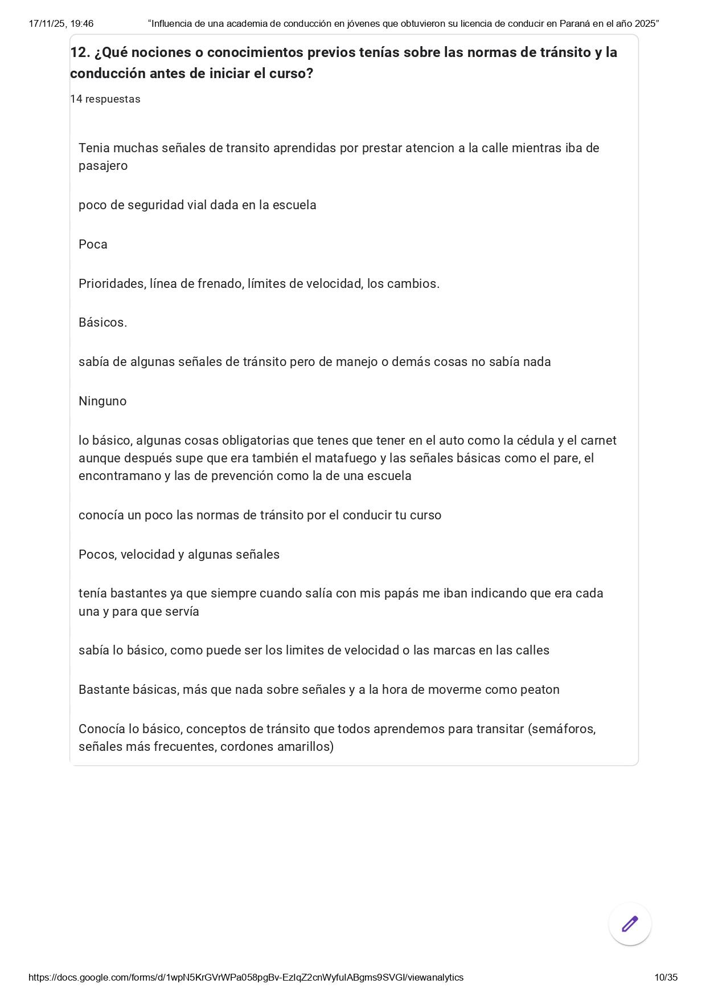 17/11/25, 19:46 “Influencia de una academia de conducción en jóvenes que obtuvieron su licencia de conducir en Paraná en el año 2025”
12. ¿Qué nociones o conocimientos previos tenías sobre las normas de tránsito y la
conducción antes de iniciar el curso?
14 respuestas
Tenia muchas señales de transito aprendidas por prestar atencion a la calle mientras iba de
pasajero
poco de seguridad vial dada en la escuela
Poca
Prioridades, línea de frenado, límites de velocidad, los cambios.
Básicos.
sabía de algunas señales de tránsito pero de manejo o demás cosas no sabía nada
Ninguno
lo básico, algunas cosas obligatorias que tenes que tener en el auto como la cédula y el carnet
aunque después supe que era también el matafuego y las señales básicas como el pare, el
encontramano y las de prevención como la de una escuela
conocía un poco las normas de tránsito por el conducir tu curso
Pocos, velocidad y algunas señales
tenía bastantes ya que siempre cuando salía con mis papás me iban indicando que era cada
una y para que servía
sabía lo básico, como puede ser los limites de velocidad o las marcas en las calles
Bastante básicas, más que nada sobre señales y a la hora de moverme como peaton
Conocía lo básico, conceptos de tránsito que todos aprendemos para transitar (semáforos,
señales más frecuentes, cordones amarillos)
https://docs.google.com/forms/d/1wpN5KrGVrWPa058pgBv-EzIqZ2cnWyfuIABgms9SVGI/viewanalytics 10/35